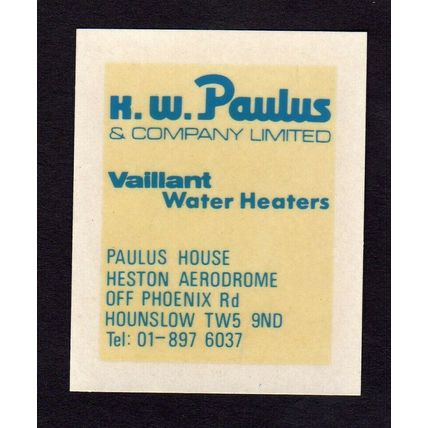 H. W. Paulus
& COMPANY LIMITED
Vaillant
Water Heaters
PAULUS HOUSE
HESTON AERODROME
OFF PHOENIX Rd
HOUNSLOW TW5 9ND
Tel: 01-897 6037